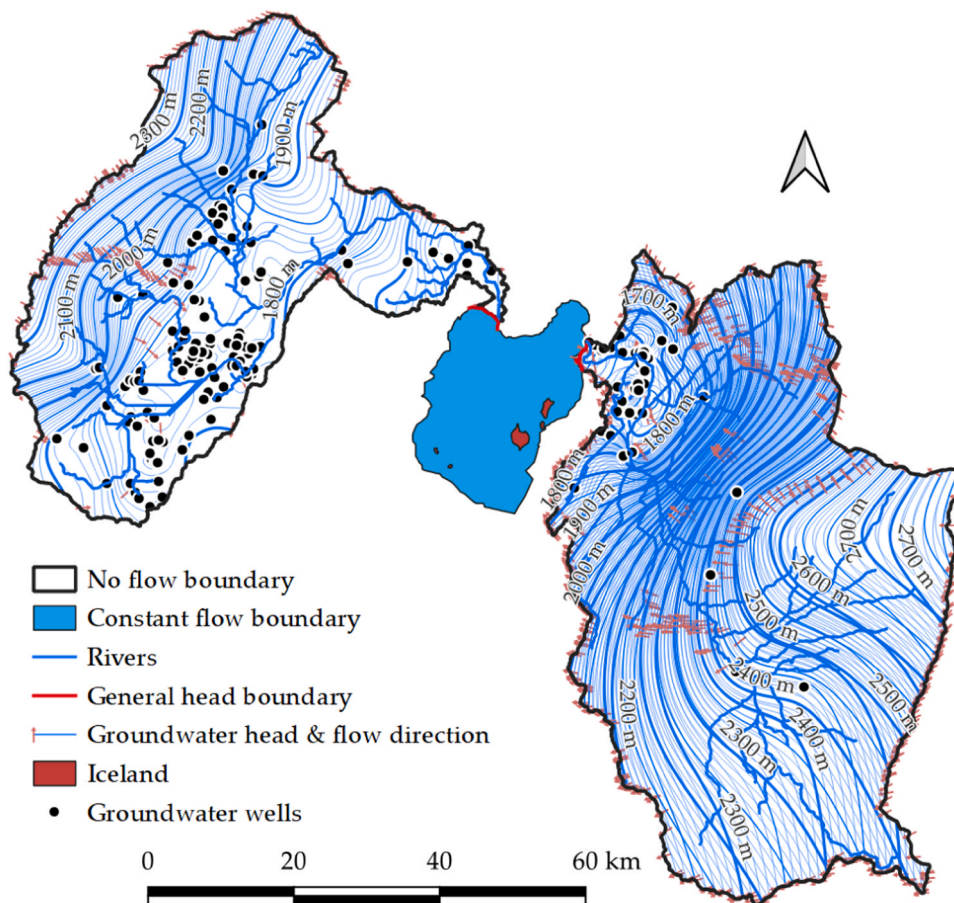 2300 m
2200 m
1900 m
2000 m
2100 m
1800 m
1700 m
1800 m
1800 m
1900 m
2000 m
2700 m
2700 m
2600 m
2500 m
2400 m
2500 m
2200 m
2400 m
2300 m
2300 m
No flow boundary
Constant flow boundary
Rivers
General head boundary
Groundwater head & flow direction
Iceland
Groundwater wells
0 20 40 60 km